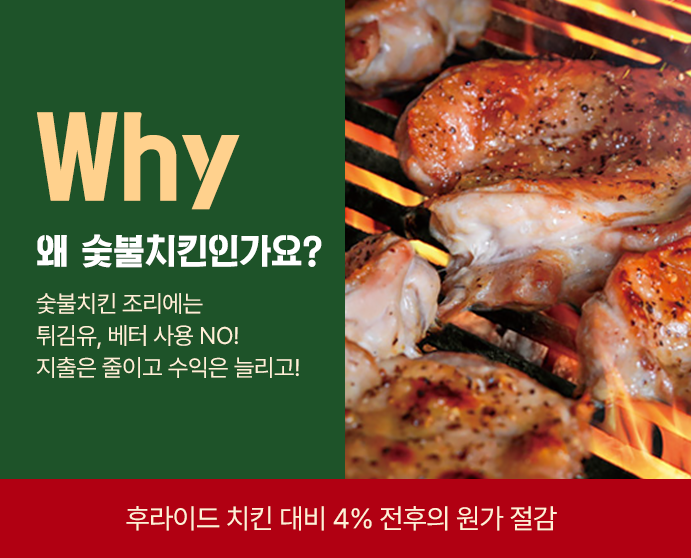 Why
왜 숯불치킨인가요?
숯불치킨 조리에는
튀김유, 베터 사용 NO!
지출은 줄이고 수익은 늘리고!
후라이드 치킨 대비 4% 전후의 원가 절감